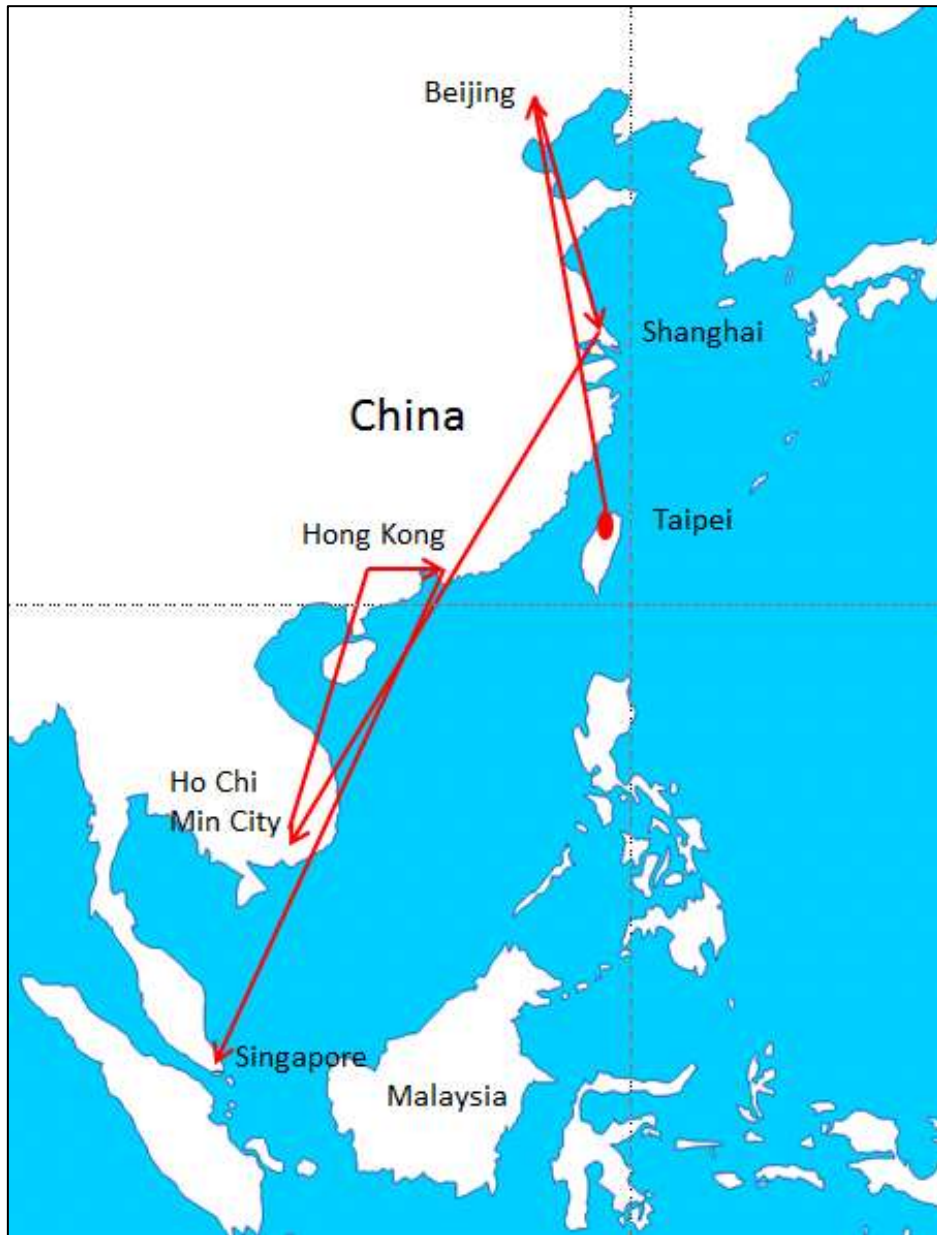 Beijing
Shanghai
China
Taipei
Hong Kong
Ho Chi
Min City
Singapore
Malaysia